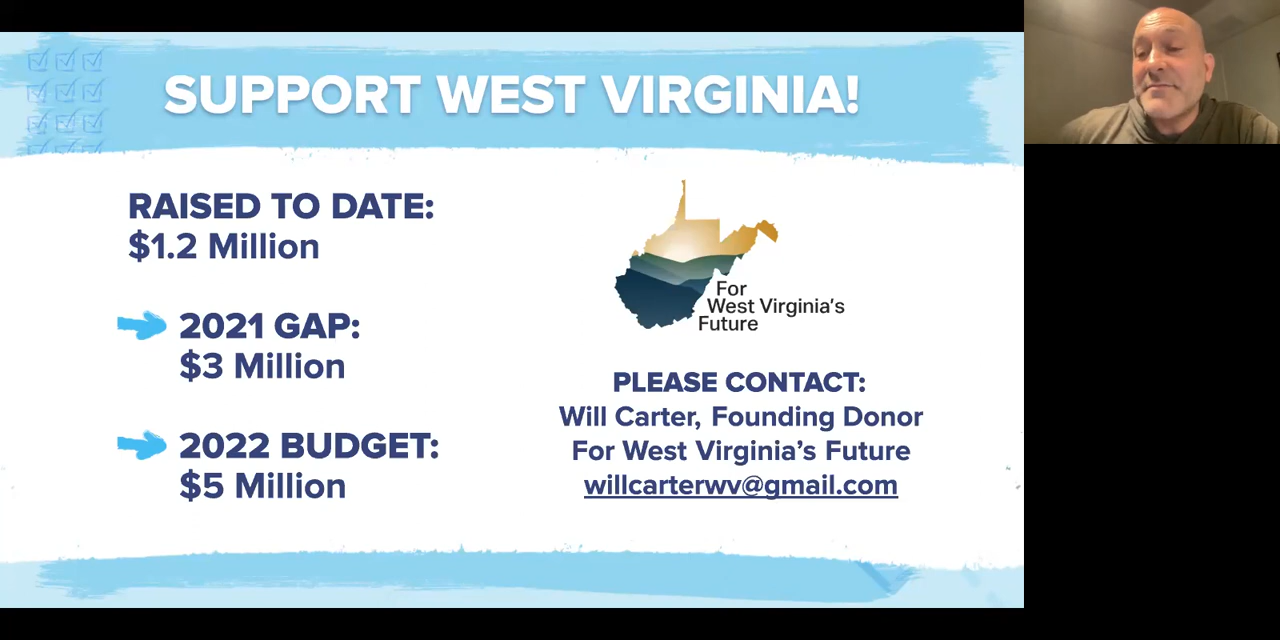 SUPPORT WEST VIRGINIA!
RAISED TO DATE:
$1.2 Million
2021 GAP:
$3 Million
2022 BUDGET:
$5 Million
For
West Virginia's
Future
PLEASE CONTACT:
Will Carter, Founding Donor
For West Virginia’s Future
willcarterwv@gmail.com